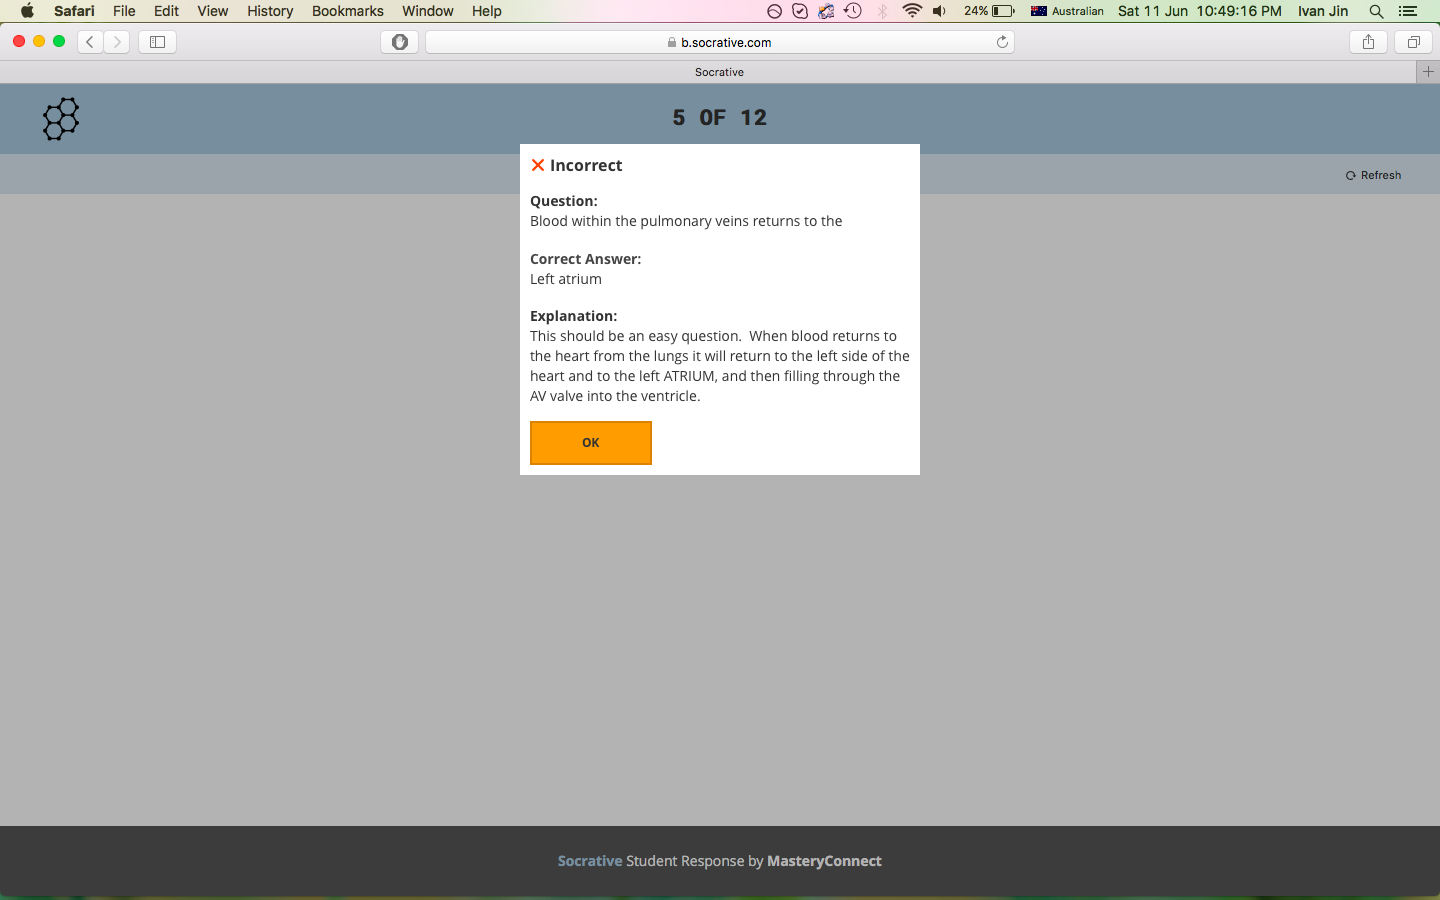 Safari File Edit View History Bookmarks Window Help 24% Australian Sat 11 Jun 10:49:16 PM Ivan Jin
b.socrative.com
Socrative
5 OF 12
Refresh
Incorrect
Question:
Blood within the pulmonary veins returns to the
Correct Answer:
Left atrium
Explanation:
This should be an easy question. When blood returns to
the heart from the lungs it will return to the left side of the
heart and to the left ATRIUM, and then filling through the
AV valve into the ventricle.
OK
Socrative Student Response by MasteryConnect